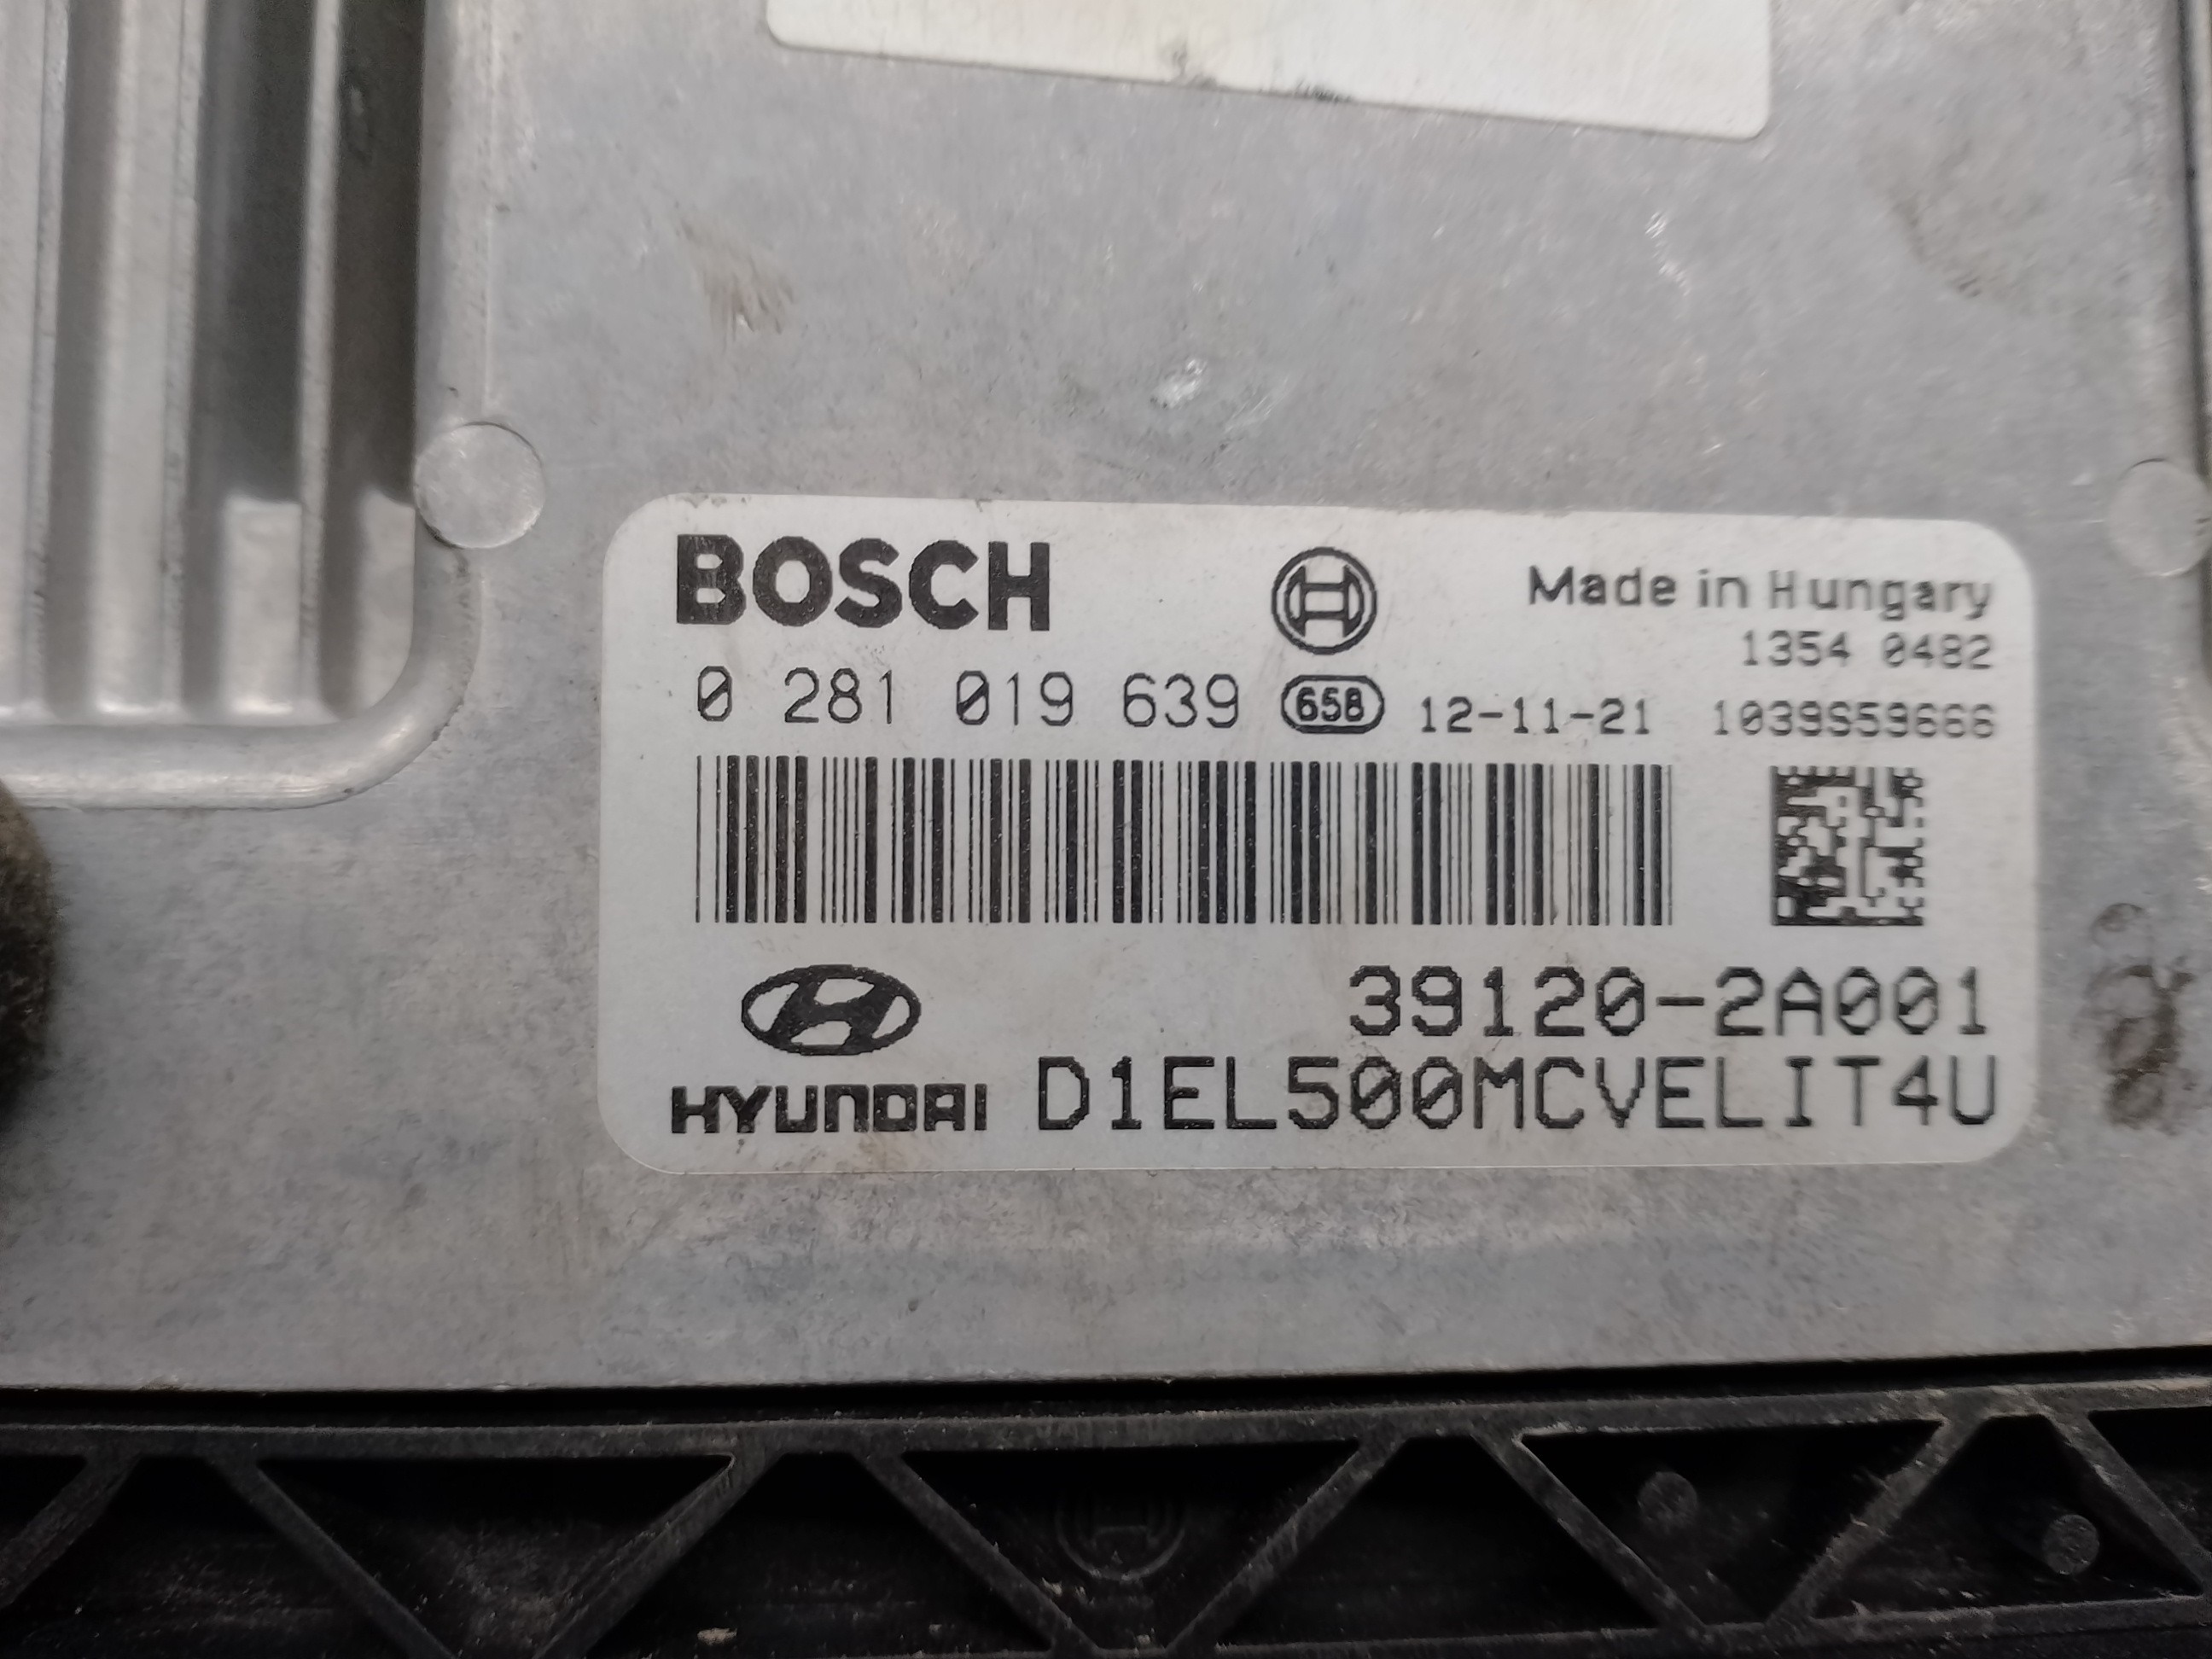 BOSCH
Made in Hungary
1354 0482
0 281 019 639 658 12-11-21 1039S59666
39120-2A001
HYUNDAI D1EL500MCVELIT4U